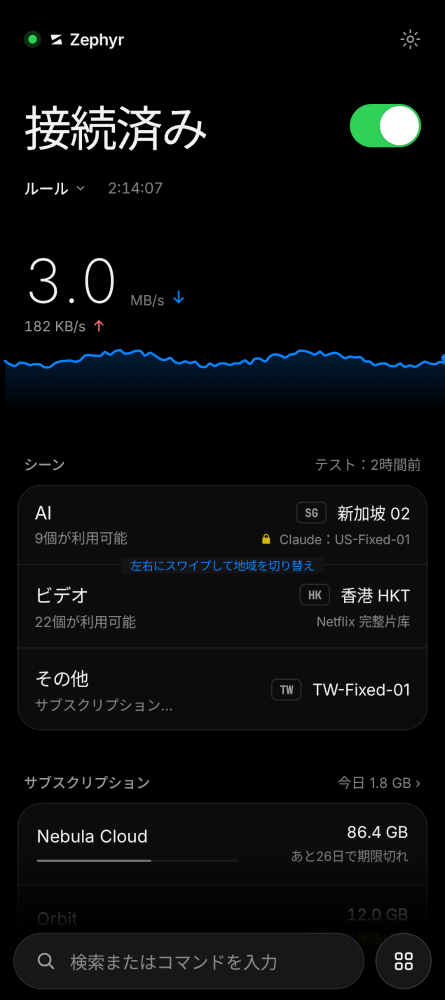 Zephyr
接続済み
ルール 2:14:07
3.0 MB/s ↓
182 KB/s ↑
シーン テスト：2時間前
AI SG 新加坡 02
9個が利用可能 Claude：US-Fixed-01
左右にスワイプして地域を切り替え
ビデオ HK 香港 HKT
22個が利用可能 Netflix 完整片库
その他 TW TW-Fixed-01
サブスクリプション...
サブスクリプション 今日 1.8 GB ›
Nebula Cloud 86.4 GB
あと26日で期限切れ
Orbit 12.0 GB
検索またはコマンドを入力